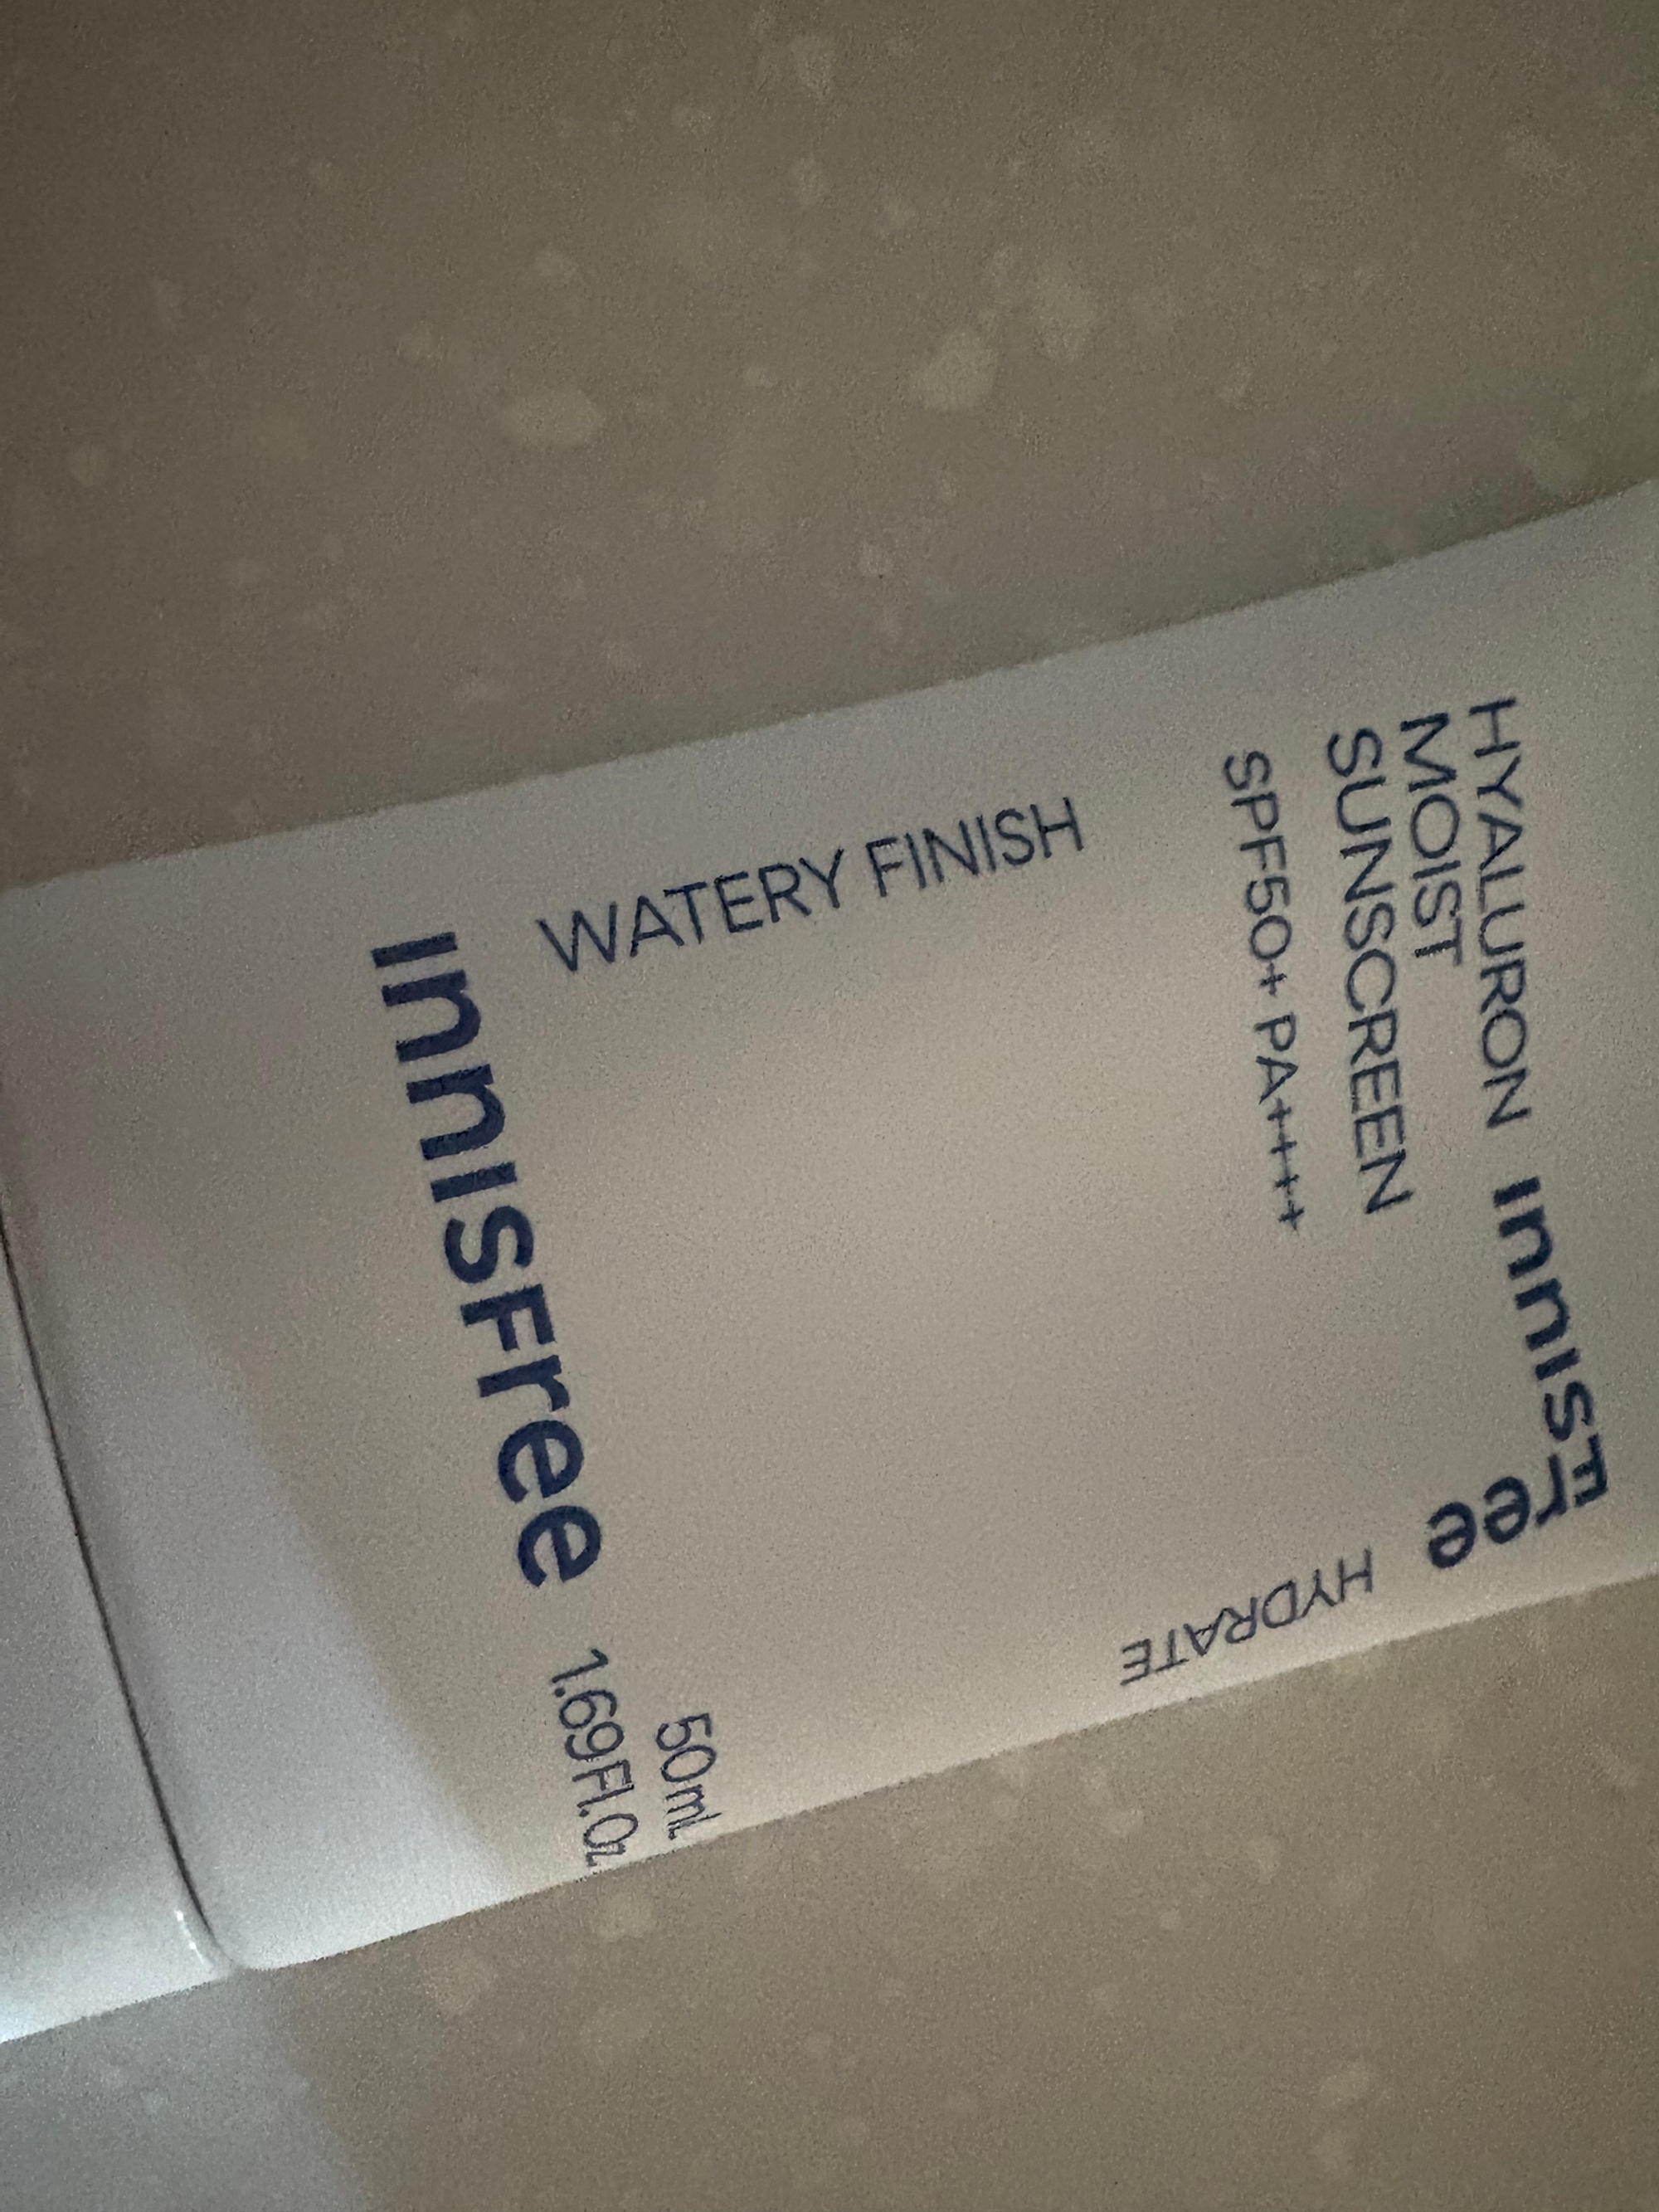 HYALURON
MOIST
SUNSCREEN
SPF50+ PA++++
InnISFree
HYDRATE
WATERY FINISH
InnISFree
50mL
1.69Fl.Oz.